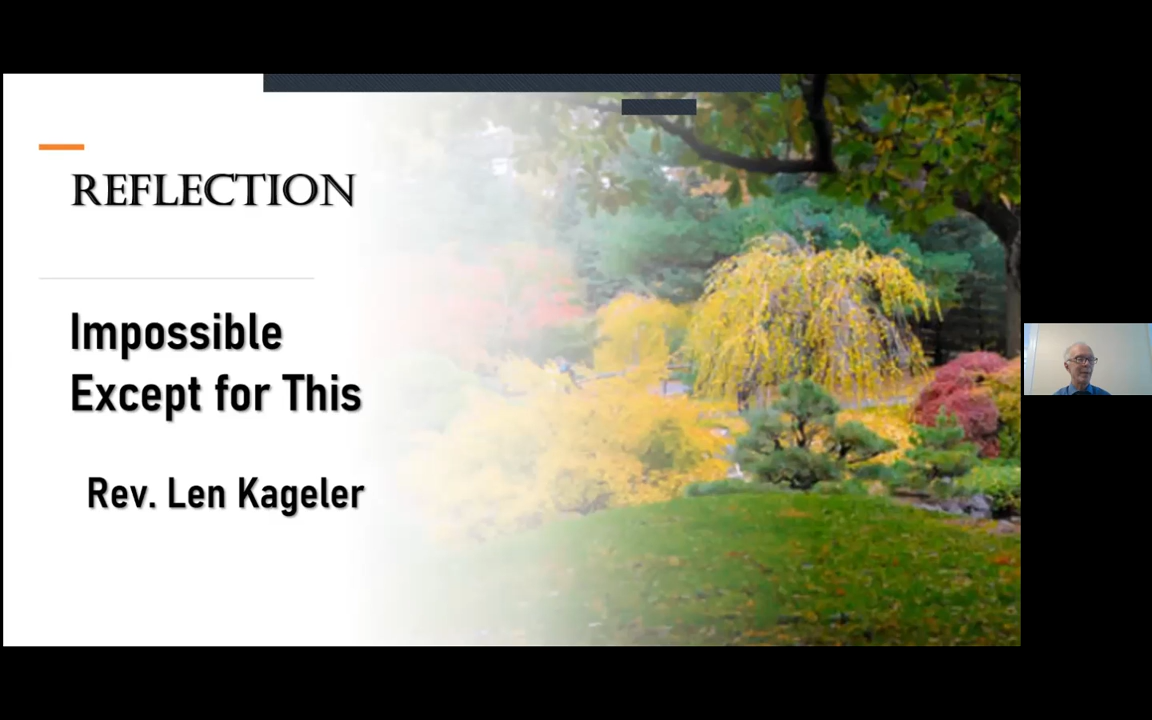 REFLECTION
Impossible
Except for This
Rev. Len Kageler